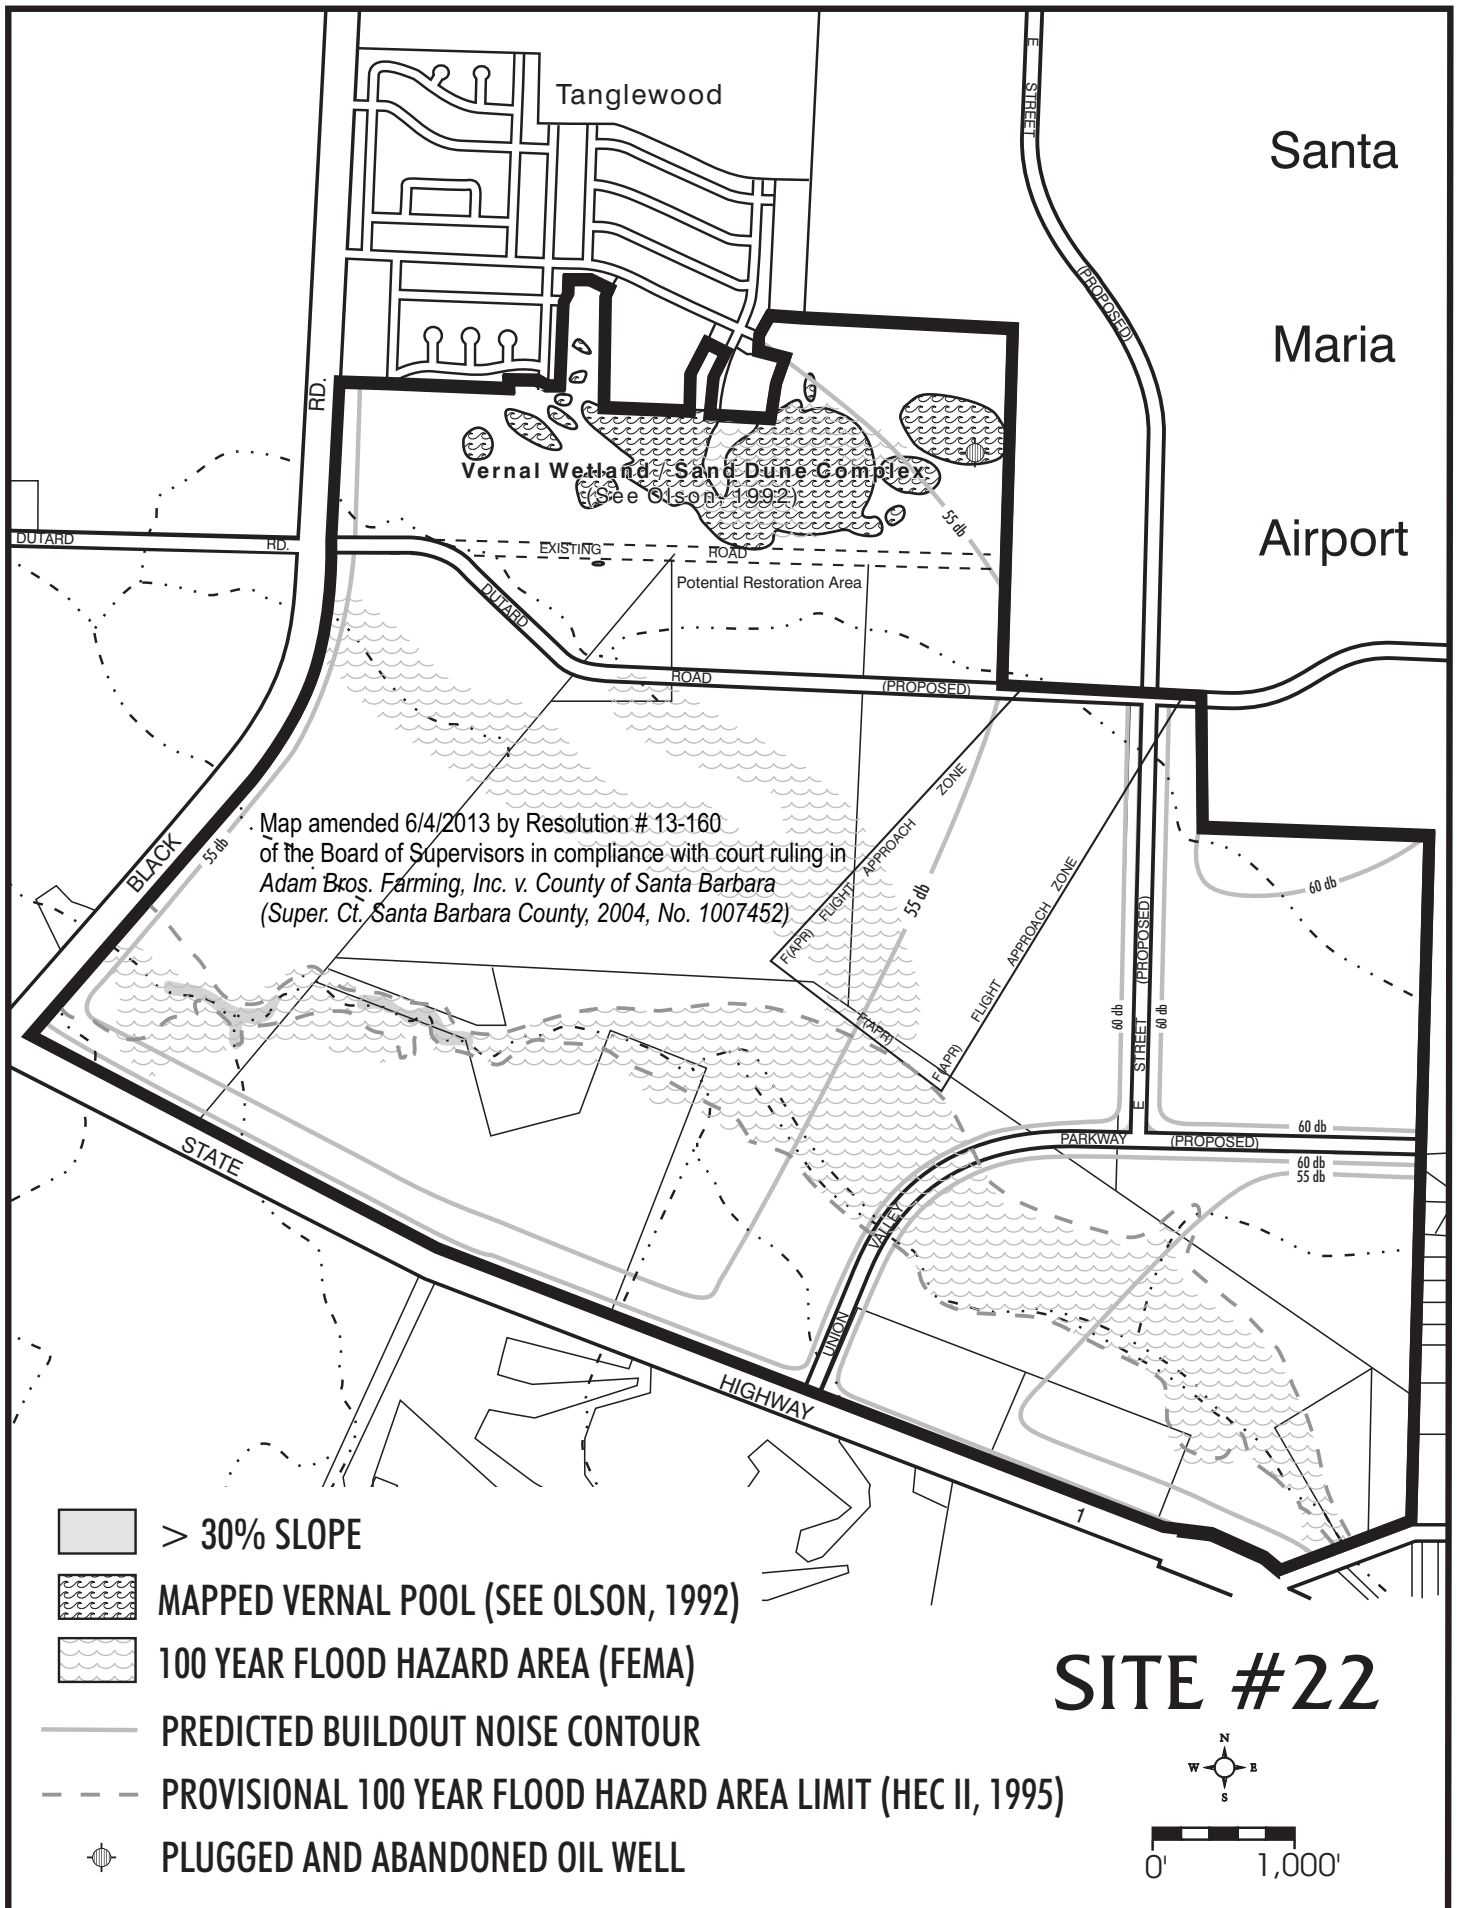 Tanglewood
Santa
Maria
Airport
E STREET (PROPOSED)
RD.
Vernal Wetland / Sand Dune Complex
(See Olson, 1992)
55 db
DUTARD RD.
EXISTING ROAD
Potential Restoration Area
DUTARD ROAD (PROPOSED)
BLACK
55 db
Map amended 6/4/2013 by Resolution # 13-160
of the Board of Supervisors in compliance with court ruling in
Adam Bros. Farming, Inc. v. County of Santa Barbara
(Super. Ct. Santa Barbara County, 2004, No. 1007452)
F(APR) FLIGHT APPROACH ZONE
55 db
F(APR)
F(APR) FLIGHT APPROACH ZONE
60 db
60 db
E STREET (PROPOSED)
60 db
60 db
PARKWAY (PROPOSED)
60 db
55 db
VALLEY
UNION
STATE
HIGHWAY
1
> 30% SLOPE
MAPPED VERNAL POOL (SEE OLSON, 1992)
100 YEAR FLOOD HAZARD AREA (FEMA)
PREDICTED BUILDOUT NOISE CONTOUR
PROVISIONAL 100 YEAR FLOOD HAZARD AREA LIMIT (HEC II, 1995)
PLUGGED AND ABANDONED OIL WELL
SITE #22
N
W E
S
0' 1,000'